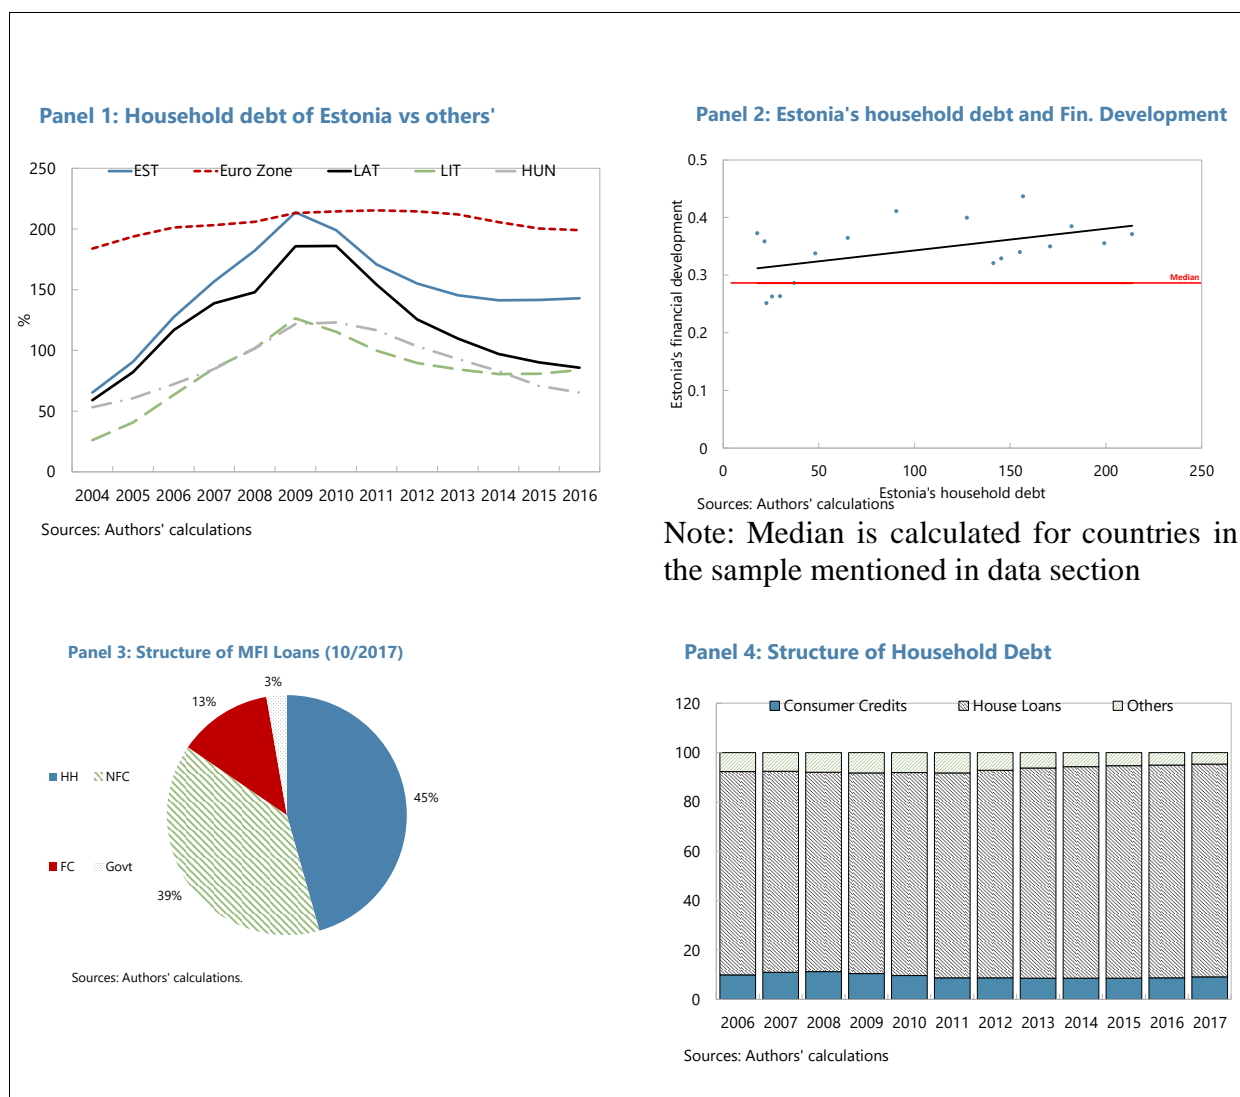 Panel 1: Household debt of Estonia vs others'
250
200
150
100
50
0
%
EST
Euro Zone
LAT
LIT
HUN
2004 2005 2006 2007 2008 2009 2010 2011 2012 2013 2014 2015 2016
Sources: Authors' calculations
Panel 2: Estonia's household debt and Fin. Development
0.5
0.4
0.3
0.2
0.1
0
Estonia's financial development
Median
0 50 100 150 200 250
Estonia's household debt
Sources: Authors' calculations
Note: Median is calculated for countries in
the sample mentioned in data section
Panel 3: Structure of MFI Loans (10/2017)
3%
13%
45%
39%
HH NFC
FC Govt
Sources: Authors' calculations.
Panel 4: Structure of Household Debt
120
100
80
60
40
20
0
Consumer Credits
House Loans
Others
2006 2007 2008 2009 2010 2011 2012 2013 2014 2015 2016 2017
Sources: Authors' calculations